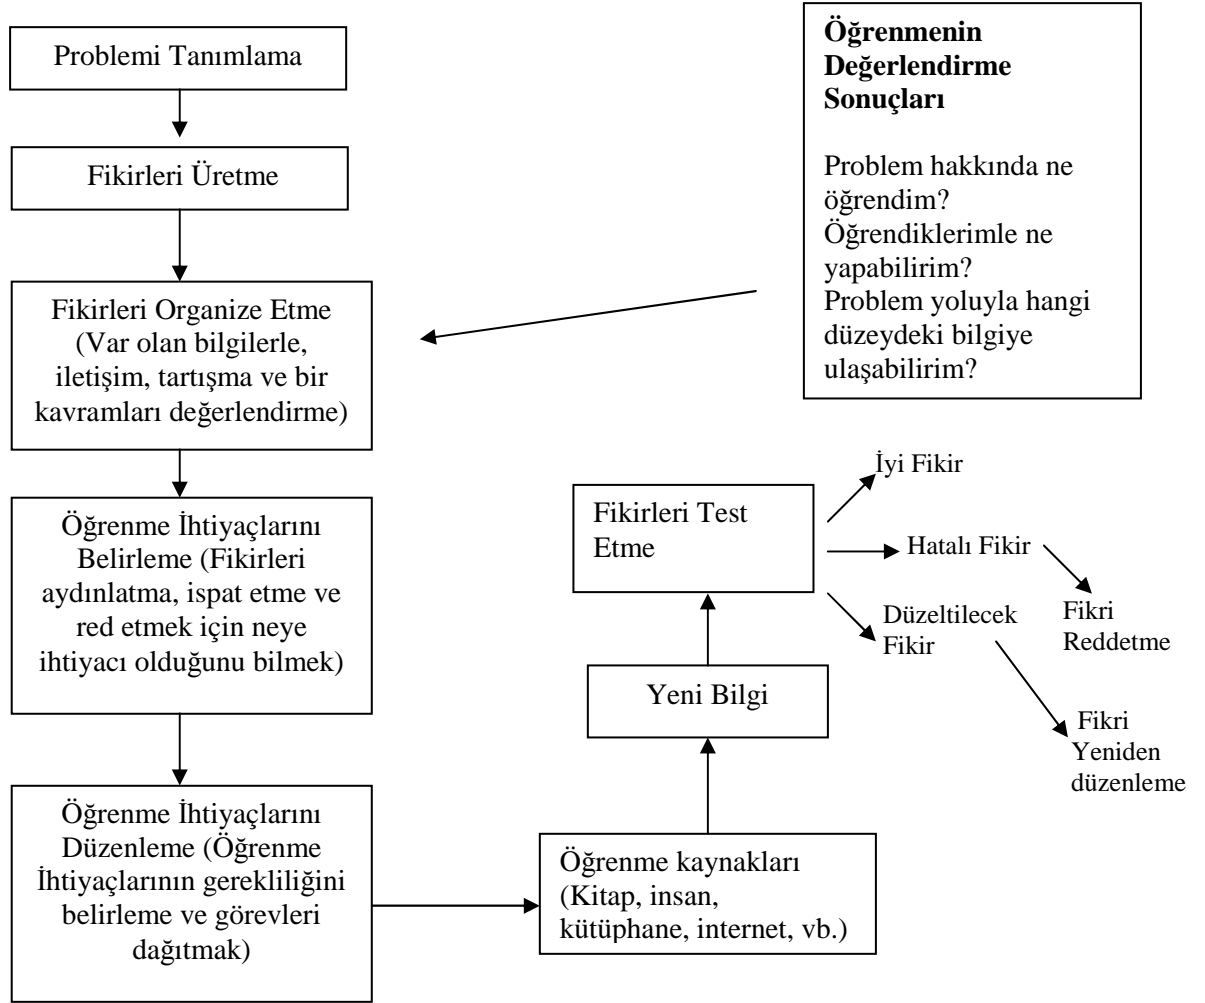 Problemi Tanımlama
Fikirleri Üretme
Fikirleri Organize Etme
(Var olan bilgilerle,
iletişim, tartışma ve bir
kavramları değerlendirme)
Öğrenme İhtiyaçlarını
Belirleme (Fikirleri
aydınlatma, ispat etme ve
red etmek için neye
ihtiyacı olduğunu bilmek)
Öğrenme İhtiyaçlarını
Düzenleme (Öğrenme
İhtiyaçlarının gerekliliğini
belirleme ve görevleri
dağıtmak)
Öğrenme kaynakları
(Kitap, insan,
kütüphane, internet, vb.)
Yeni Bilgi
Fikirleri Test
Etme
İyi Fikir
Hatalı Fikir
Fikri
Reddetme
Düzeltilecek
Fikir
Fikri
Yeniden
düzenleme
Öğrenmenin
Değerlendirme
Sonuçları
Problem hakkında ne
öğrendim?
Öğrendiklerimle ne
yapabilirim?
Problem yoluyla hangi
düzeydeki bilgiye
ulaşabilirim?